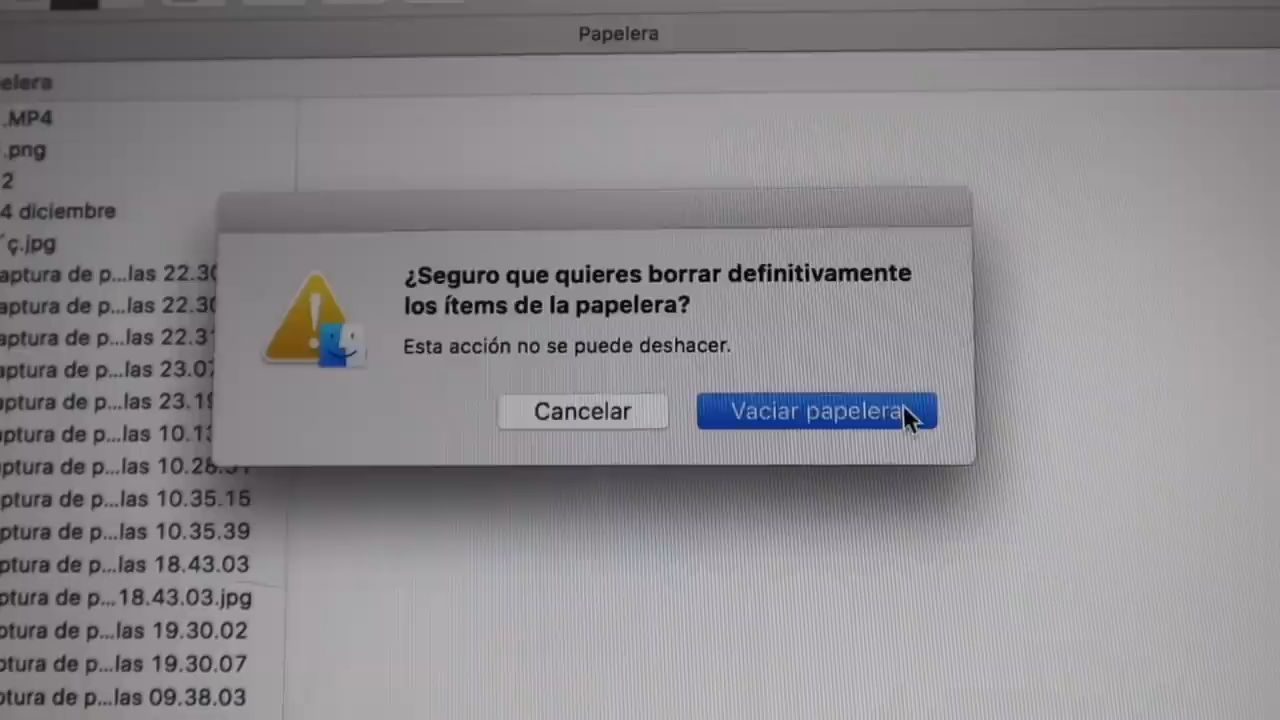 Papelera
elera
.MP4
.png
2
4 diciembre
´ç.jpg
aptura de p...las 22.30
aptura de p...las 22.30
aptura de p...las 22.31
aptura de p...las 23.07
aptura de p...las 23.19
aptura de p...las 10.13
aptura de p...las 10.28.51
ptura de p...las 10.35.15
ptura de p...las 10.35.39
ptura de p...las 18.43.03
ptura de p...18.43.03.jpg
ptura de p...las 19.30.02
ptura de p...las 19.30.07
ptura de p...las 09.38.03
¿Seguro que quieres borrar definitivamente
los ítems de la papelera?
Esta acción no se puede deshacer.
Cancelar
Vaciar papelera